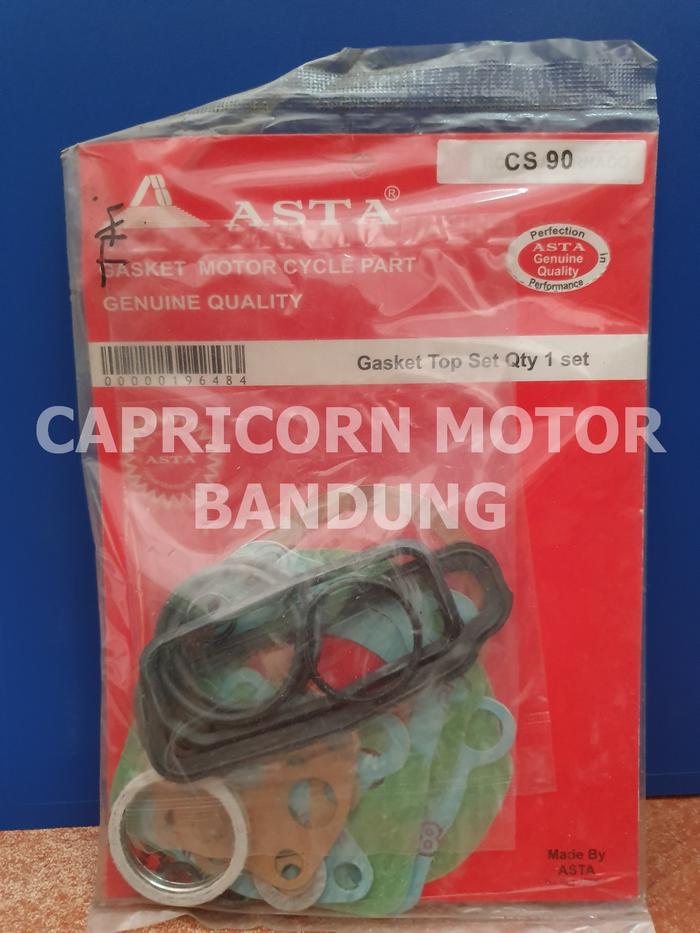 CS 90
ASTA®
GASKET MOTOR CYCLE PART
GENUINE QUALITY
Perfection
ASTA
Genuine
Quality
in
Performance
00000196484
Gasket Top Set Qty 1 set
CAPRICORN MOTOR
BANDUNG
ASTA
Made By
ASTA